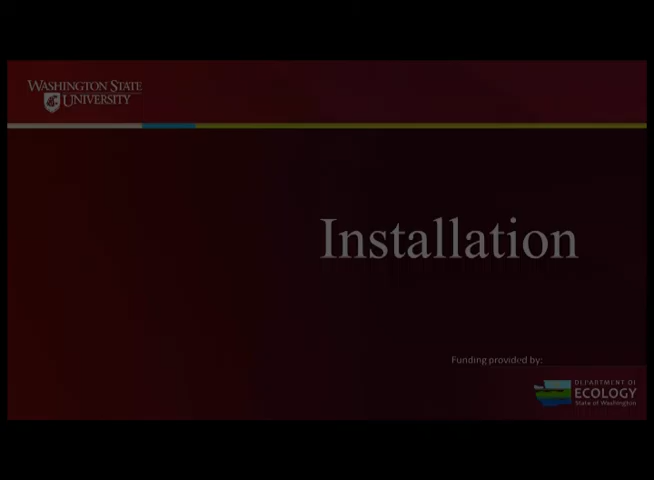 WASHINGTON STATE
UNIVERSITY
Installation
Funding provided by:
DEPARTMENT OF
ECOLOGY
State of Washington